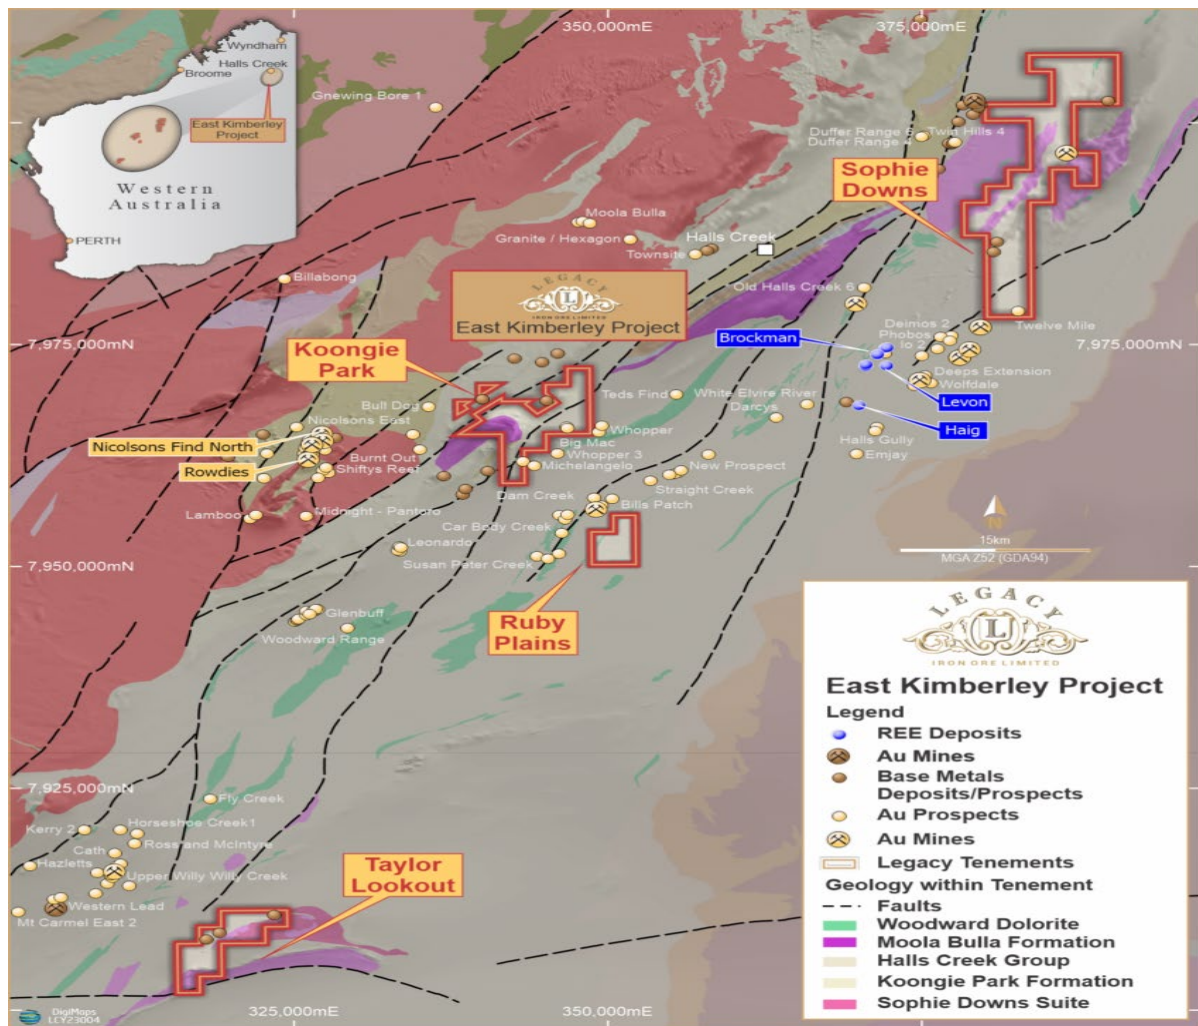 350,000mE
375,000mE
Wyndham
Halls Creek
Broome
East Kimberley
Project
Western
Australia
PERTH
Gnewing Bore 1
Duffer Range 6
Duffer Range 4
Twin Hills 4
Sophie
Downs
Moola Bulla
Granite / Hexagon
Townsite
Halls Creek
Billabong
Old Halls Creek 6
LEGACY
L
IRON ORE LIMITED
East Kimberley Project
Deimos 2
Phobos
Io 2
Twelve Mile
7,975,000mN
7,975,000mN
Brockman
Koongie
Park
Deeps Extension
Wolfdale
Levon
Teds Find
White Elvire River
Darcys
Bull Dog
Nicolsons East
Haig
Nicolsons Find North
Whopper
Big Mac
Halls Gully
Burnt Out
Whopper 3
Emjay
Rowdies
Shiftys Reef
Michelangelo
New Prospect
Straight Creek
Dam Creek
Bills Patch
Lamboo
Midnight - Pantoro
Car Body Creek
N
15km
MGA Z52 (GDA94)
Leonardo
Susan Peter Creek
7,950,000mN
Glenbuff
Woodward Range
Ruby
Plains
LEGACY
L
IRON ORE LIMITED
East Kimberley Project
Legend
REE Deposits
Au Mines
Base Metals
Deposits/Prospects
Au Prospects
Au Mines
Legacy Tenements
Geology within Tenement
Faults
Woodward Dolorite
Moola Bulla Formation
Halls Creek Group
Koongie Park Formation
Sophie Downs Suite
7,925,000mN
Fly Creek
Kerry 2
Horseshoe Creek1
Ross and McIntyre
Cath
Hazletts
Upper Willy Willy Creek
Western Lead
Mt Carmel East 2
Taylor
Lookout
DigiMaps
LEY23004
325,000mE
350,000mE